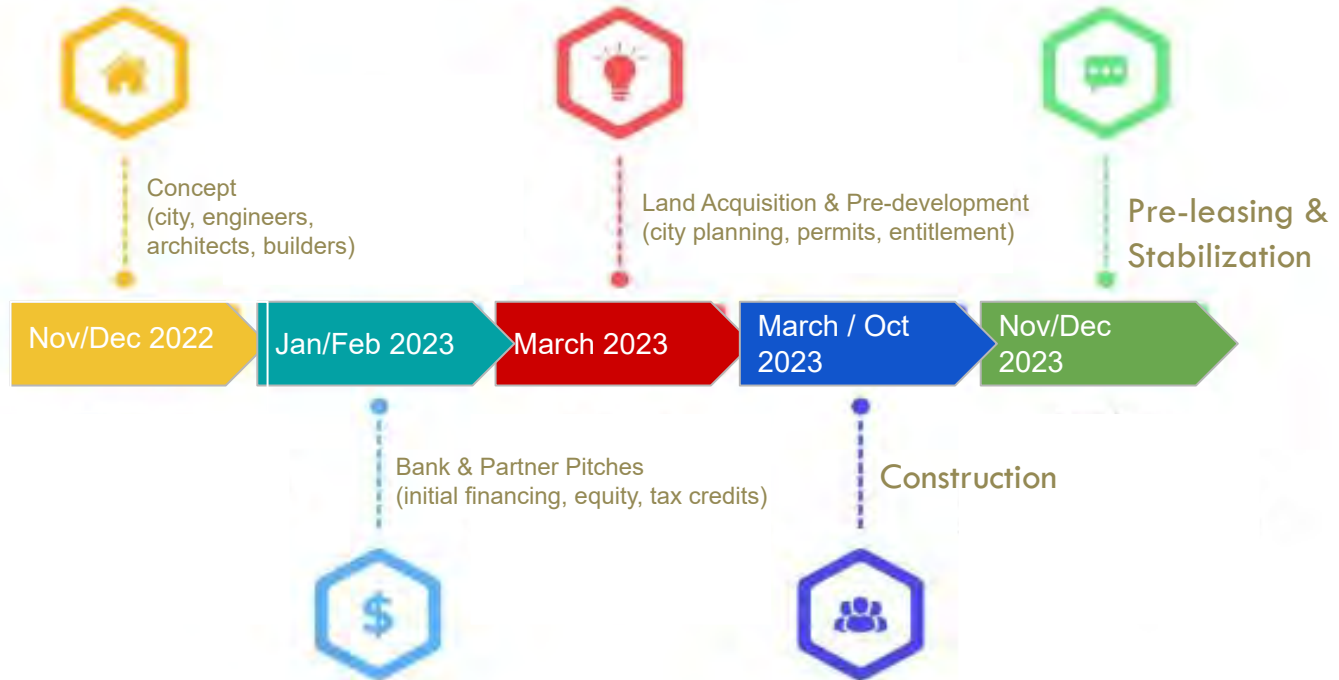 Concept
(city, engineers,
architects, builders)
Land Acquisition & Pre-development
(city planning, permits, entitlement)
Pre-leasing &
Stabilization
Nov/Dec 2022
Jan/Feb 2023
March 2023
March / Oct
2023
Nov/Dec
2023
Bank & Partner Pitches
(initial financing, equity, tax credits)
Construction
$